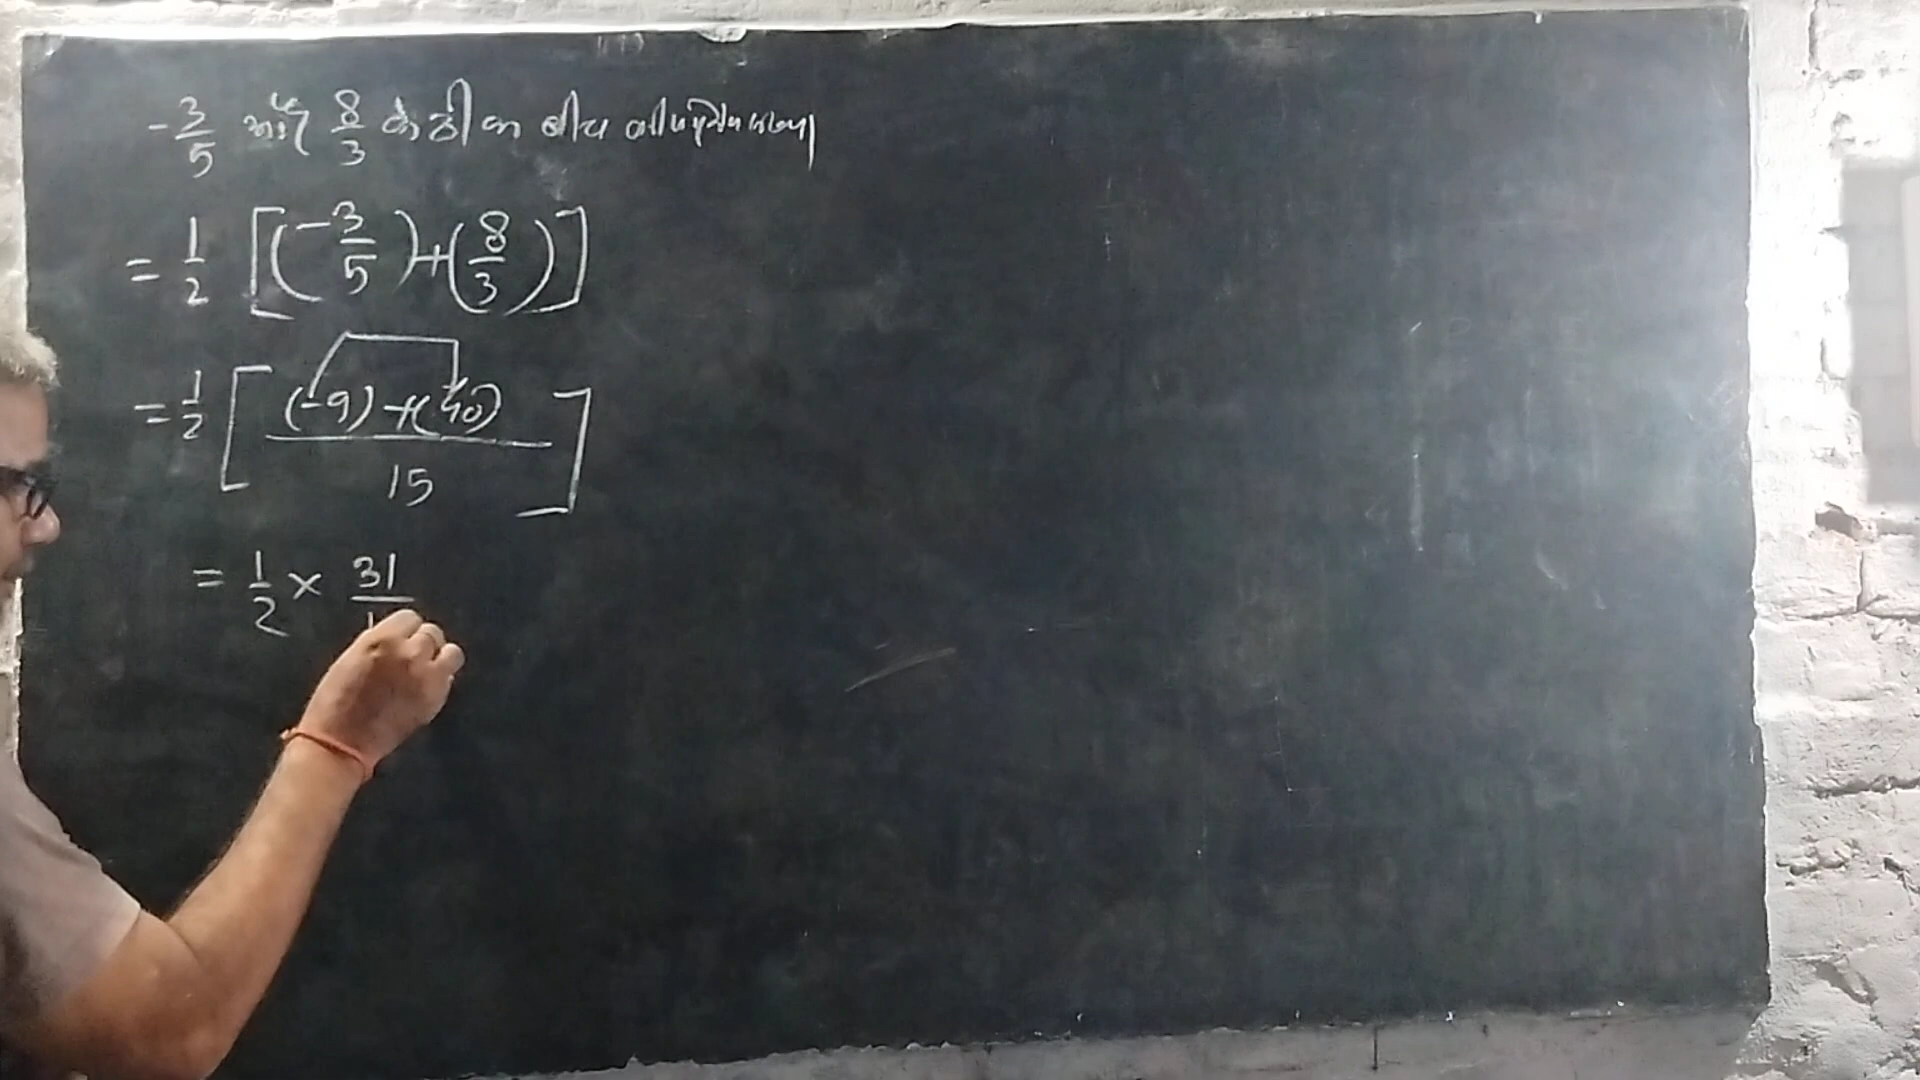 -3/5 और 8/3 के ठीक बीच की परिमेय संख्या
= 1/2 [(-3/5)+(8/3)]
= 1/2 [((-9)+(40))/15]
= 1/2 × 31/1